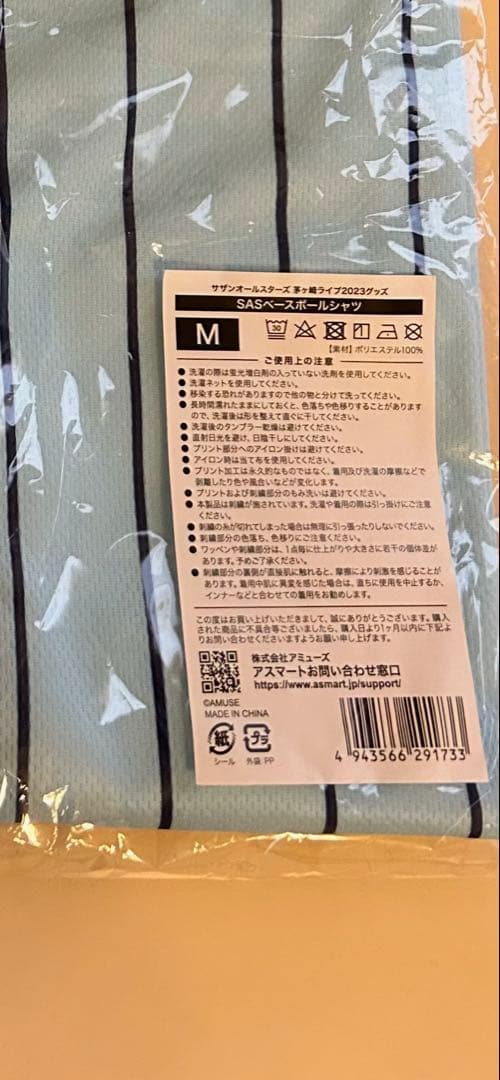 サザンオールスターズ 茅ヶ崎ライブ2023グッズ
SASベースボールシャツ
M
30
【素材】ポリエステル100%
ご使用上の注意
● 洗濯の際は蛍光増白剤の入っていない洗剤を使用してください。
● 洗濯ネットを使用してください。
● 移染する恐れがありますので他の物と分けて洗ってください。
● 長時間濡れたままにしておくと、色落ちや色移りすることがあります
ので、洗濯後は形を整えて直ぐに干してください。
● 洗濯後のタンブラー乾燥は避けてください。
● 直射日光を避け、日陰干しにしてください。
● プリント部分へのアイロン掛けは避けてください。
● アイロン時は当て布を使用してください。
● プリント加工は永久的なものではなく、着用及び洗濯の摩擦などで
剥離したり色や風合いなどが変化します。
● プリントおよび刺繍部分のもみ洗いは避けてください。
● 本製品は刺繍が施されています。洗濯や着用の際は引っ掛けにご注意
ください。
● 刺繍の糸が切れてしまった場合は無理に引っ張ったりしないでください。
● 刺繍部分の色落ち、色移りにご注意ください。
● ワッペンや刺繍部分は、1点毎に仕上がりや大きさに若干の個体差が
あります。予めご了承ください。
● 刺繍部分の裏側が直接肌に触れると、摩擦により刺激を感じることが
あります。着用中肌に異変を感じた場合は、直ちに使用を中止するか、
インナーなどと合わせての着用をお勧めします。
この度はお買い上げいただきまして、誠にありがとうございます。購入
された商品に不具合等ございましたら、購入日より1ヶ月以内に下記よ
りお問い合わせくださいますようお願い申し上げます。
株式会社アミューズ
アスマートお問い合わせ窓口
https://www.asmart.jp/support/
©AMUSE
MADE IN CHINA
紙 プラ
シール 外袋 PP
4 943566 291733